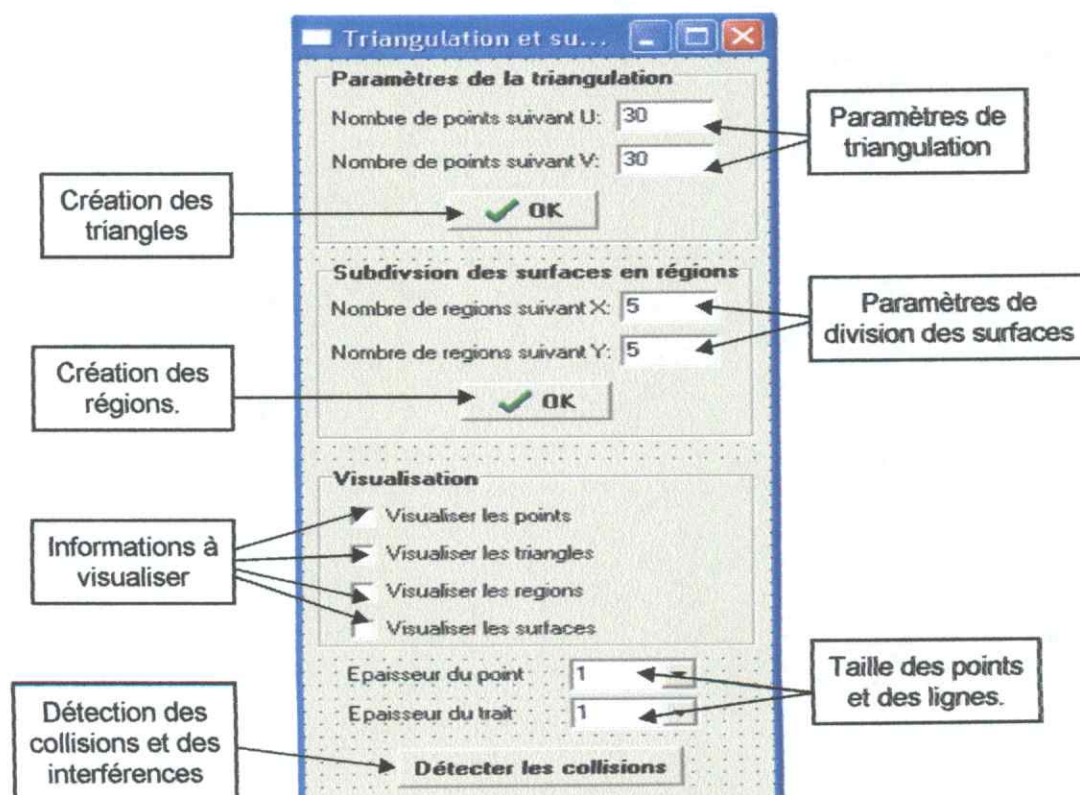 Triangulation et su...
Paramètres de la triangulation
Nombre de points suivant U: 30
Nombre de points suivant V: 30
OK
Paramètres de
triangulation
Création des
triangles
Subdivsion des surfaces en régions
Nombre de regions suivant X: 5
Nombre de regions suivant Y: 5
OK
Paramètres de
division des surfaces
Création des
régions.
Visualisation
Visualiser les points
Visualiser les triangles
Visualiser les regions
Visualiser les surfaces
Informations à
visualiser
Epaisseur du point 1
Epaisseur du trait 1
Taille des points
et des lignes.
Détection des
collisions et des
interférences
Détecter les collisions